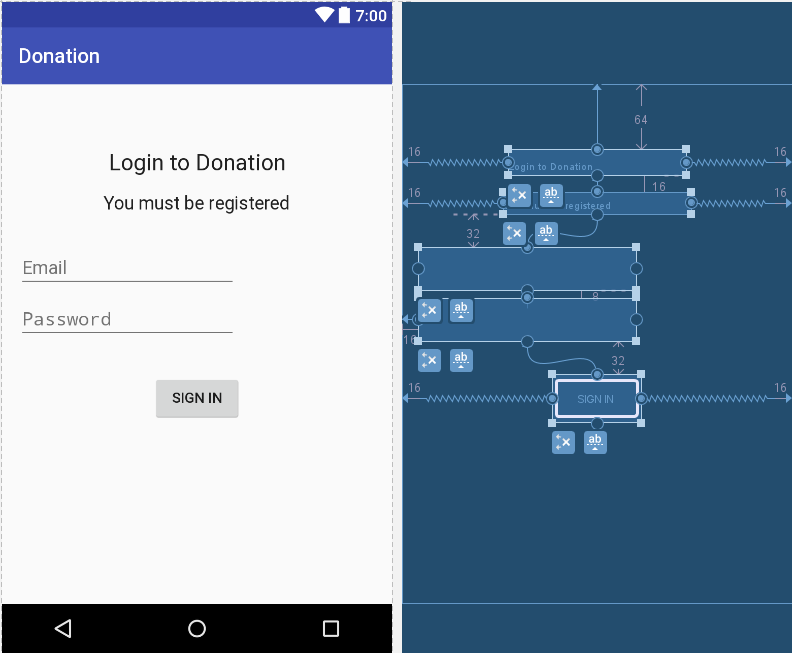 7:00
Donation
Login to Donation
You must be registered
Email
Password
SIGN IN
64
16
16
Login to Donation
16
16
16
ab
registered
32
ab
8
ab
16
ab
32
16
16
SIGN IN
ab